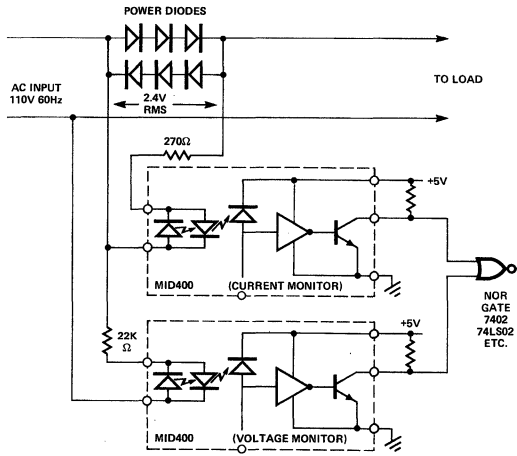 POWER DIODES
AC INPUT
110V 60Hz
2.4V
RMS
TO LOAD
270Ω
+5V
MID400
(CURRENT MONITOR)
NOR
GATE
7402
74LS02
ETC.
22K
Ω
+5V
MID400
(VOLTAGE MONITOR)